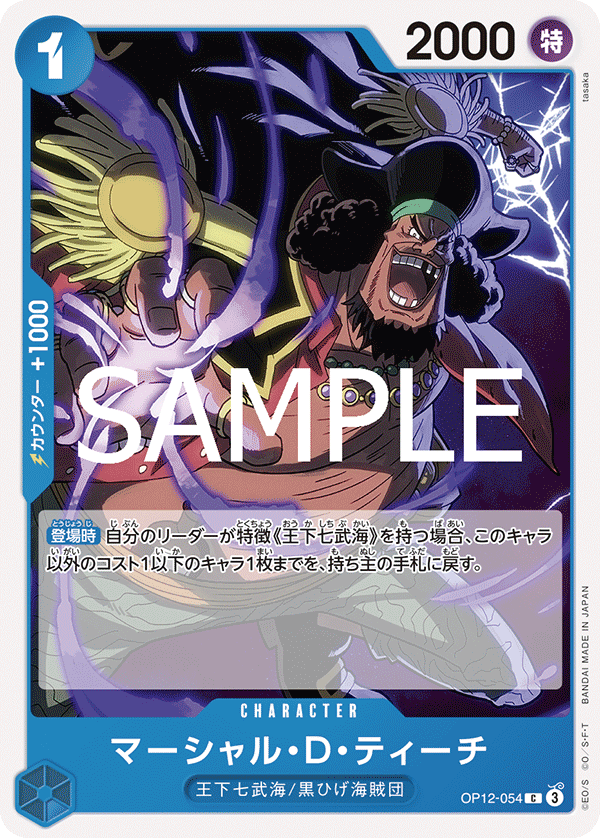 1
2000
特
tasaka
カウンター +1000
SAMPLE
登場時 自分のリーダーが特徴《王下七武海》を持つ場合、このキャラ
以外のコスト1以下のキャラ1枚までを、持ち主の手札に戻す。
CHARACTER
マーシャル・D・ティーチ
王下七武海/黒ひげ海賊団
OP12-054 C 3
©E.O/S ©O/S・F・T BANDAI MADE IN JAPAN